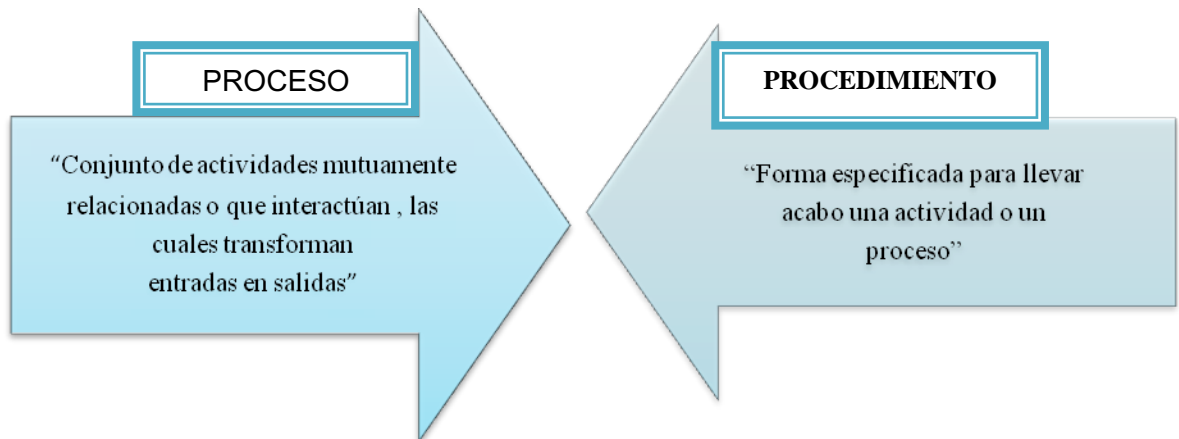 PROCESO
"Conjunto de actividades mutuamente
relacionadas o que interactúan , las
cuales transforman
entradas en salidas"
PROCEDIMIENTO
“Forma especificada para llevar
acabo una actividad o un
proceso”